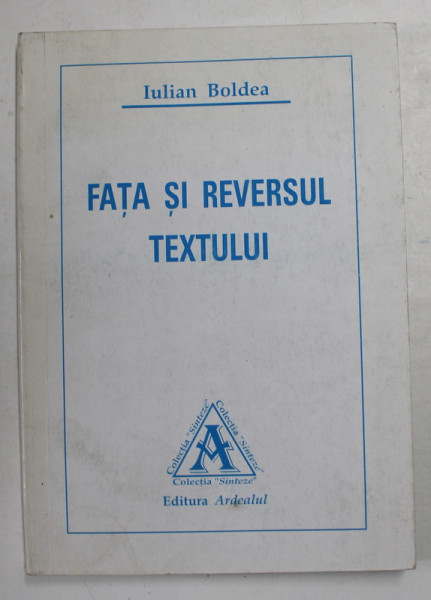 Iulian Boldea
FAȚA ȘI REVERSUL
TEXTULUI
Colecția "Sinteze"
Colecția "Sinteze"
A
Colecția "Sinteze"
Editura Ardealul